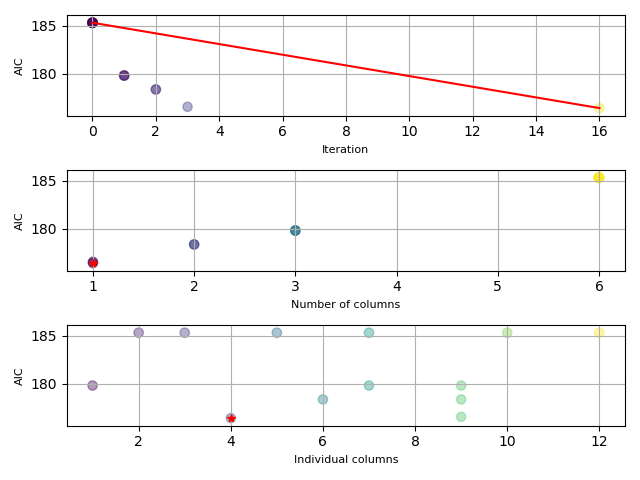 185
180
AIC
0 2 4 6 8 10 12 14 16
Iteration
185
180
AIC
1 2 3 4 5 6
Number of columns
185
180
AIC
2 4 6 8 10 12
Individual columns